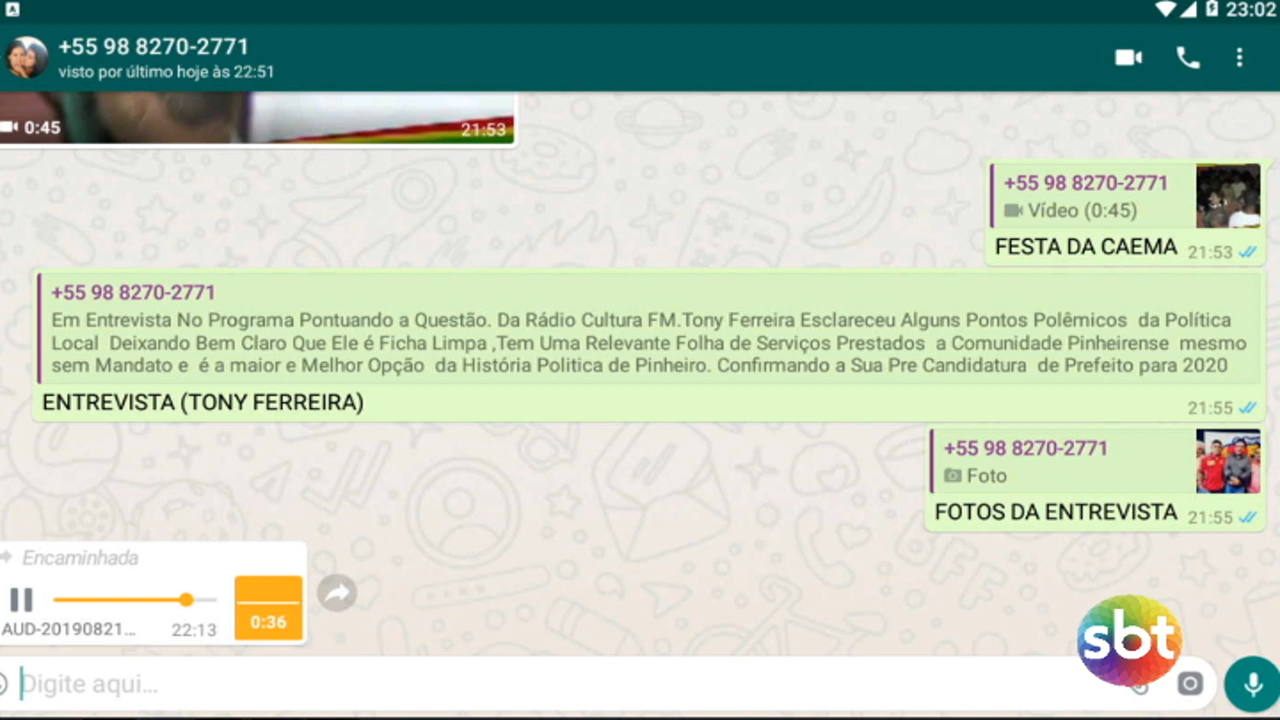 A
23:02
+55 98 8270-2771
visto por último hoje às 22:51
0:45
21:53
+55 98 8270-2771
Vídeo (0:45)
FESTA DA CAEMA 21:53
+55 98 8270-2771
Em Entrevista No Programa Pontuando a Questão. Da Rádio Cultura FM.Tony Ferreira Esclareceu Alguns Pontos Polêmicos da Política
Local Deixando Bem Claro Que Ele é Ficha Limpa ,Tem Uma Relevante Folha de Serviços Prestados a Comunidade Pinheirense mesmo
sem Mandato e é a maior e Melhor Opção da História Politica de Pinheiro. Confirmando a Sua Pre Candidatura de Prefeito para 2020
ENTREVISTA (TONY FERREIRA)
21:55
+55 98 8270-2771
Foto
FOTOS DA ENTREVISTA 21:55
Encaminhada
0:36
AUD-20190821... 22:13
sbt
Digite aqui...